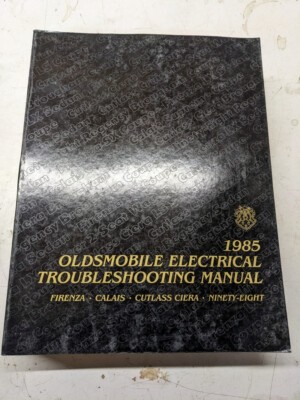 1985
OLDSMOBILE ELECTRICAL
TROUBLESHOOTING MANUAL
FIRENZA • CALAIS • CUTLASS CIERA • NINETY-EIGHT